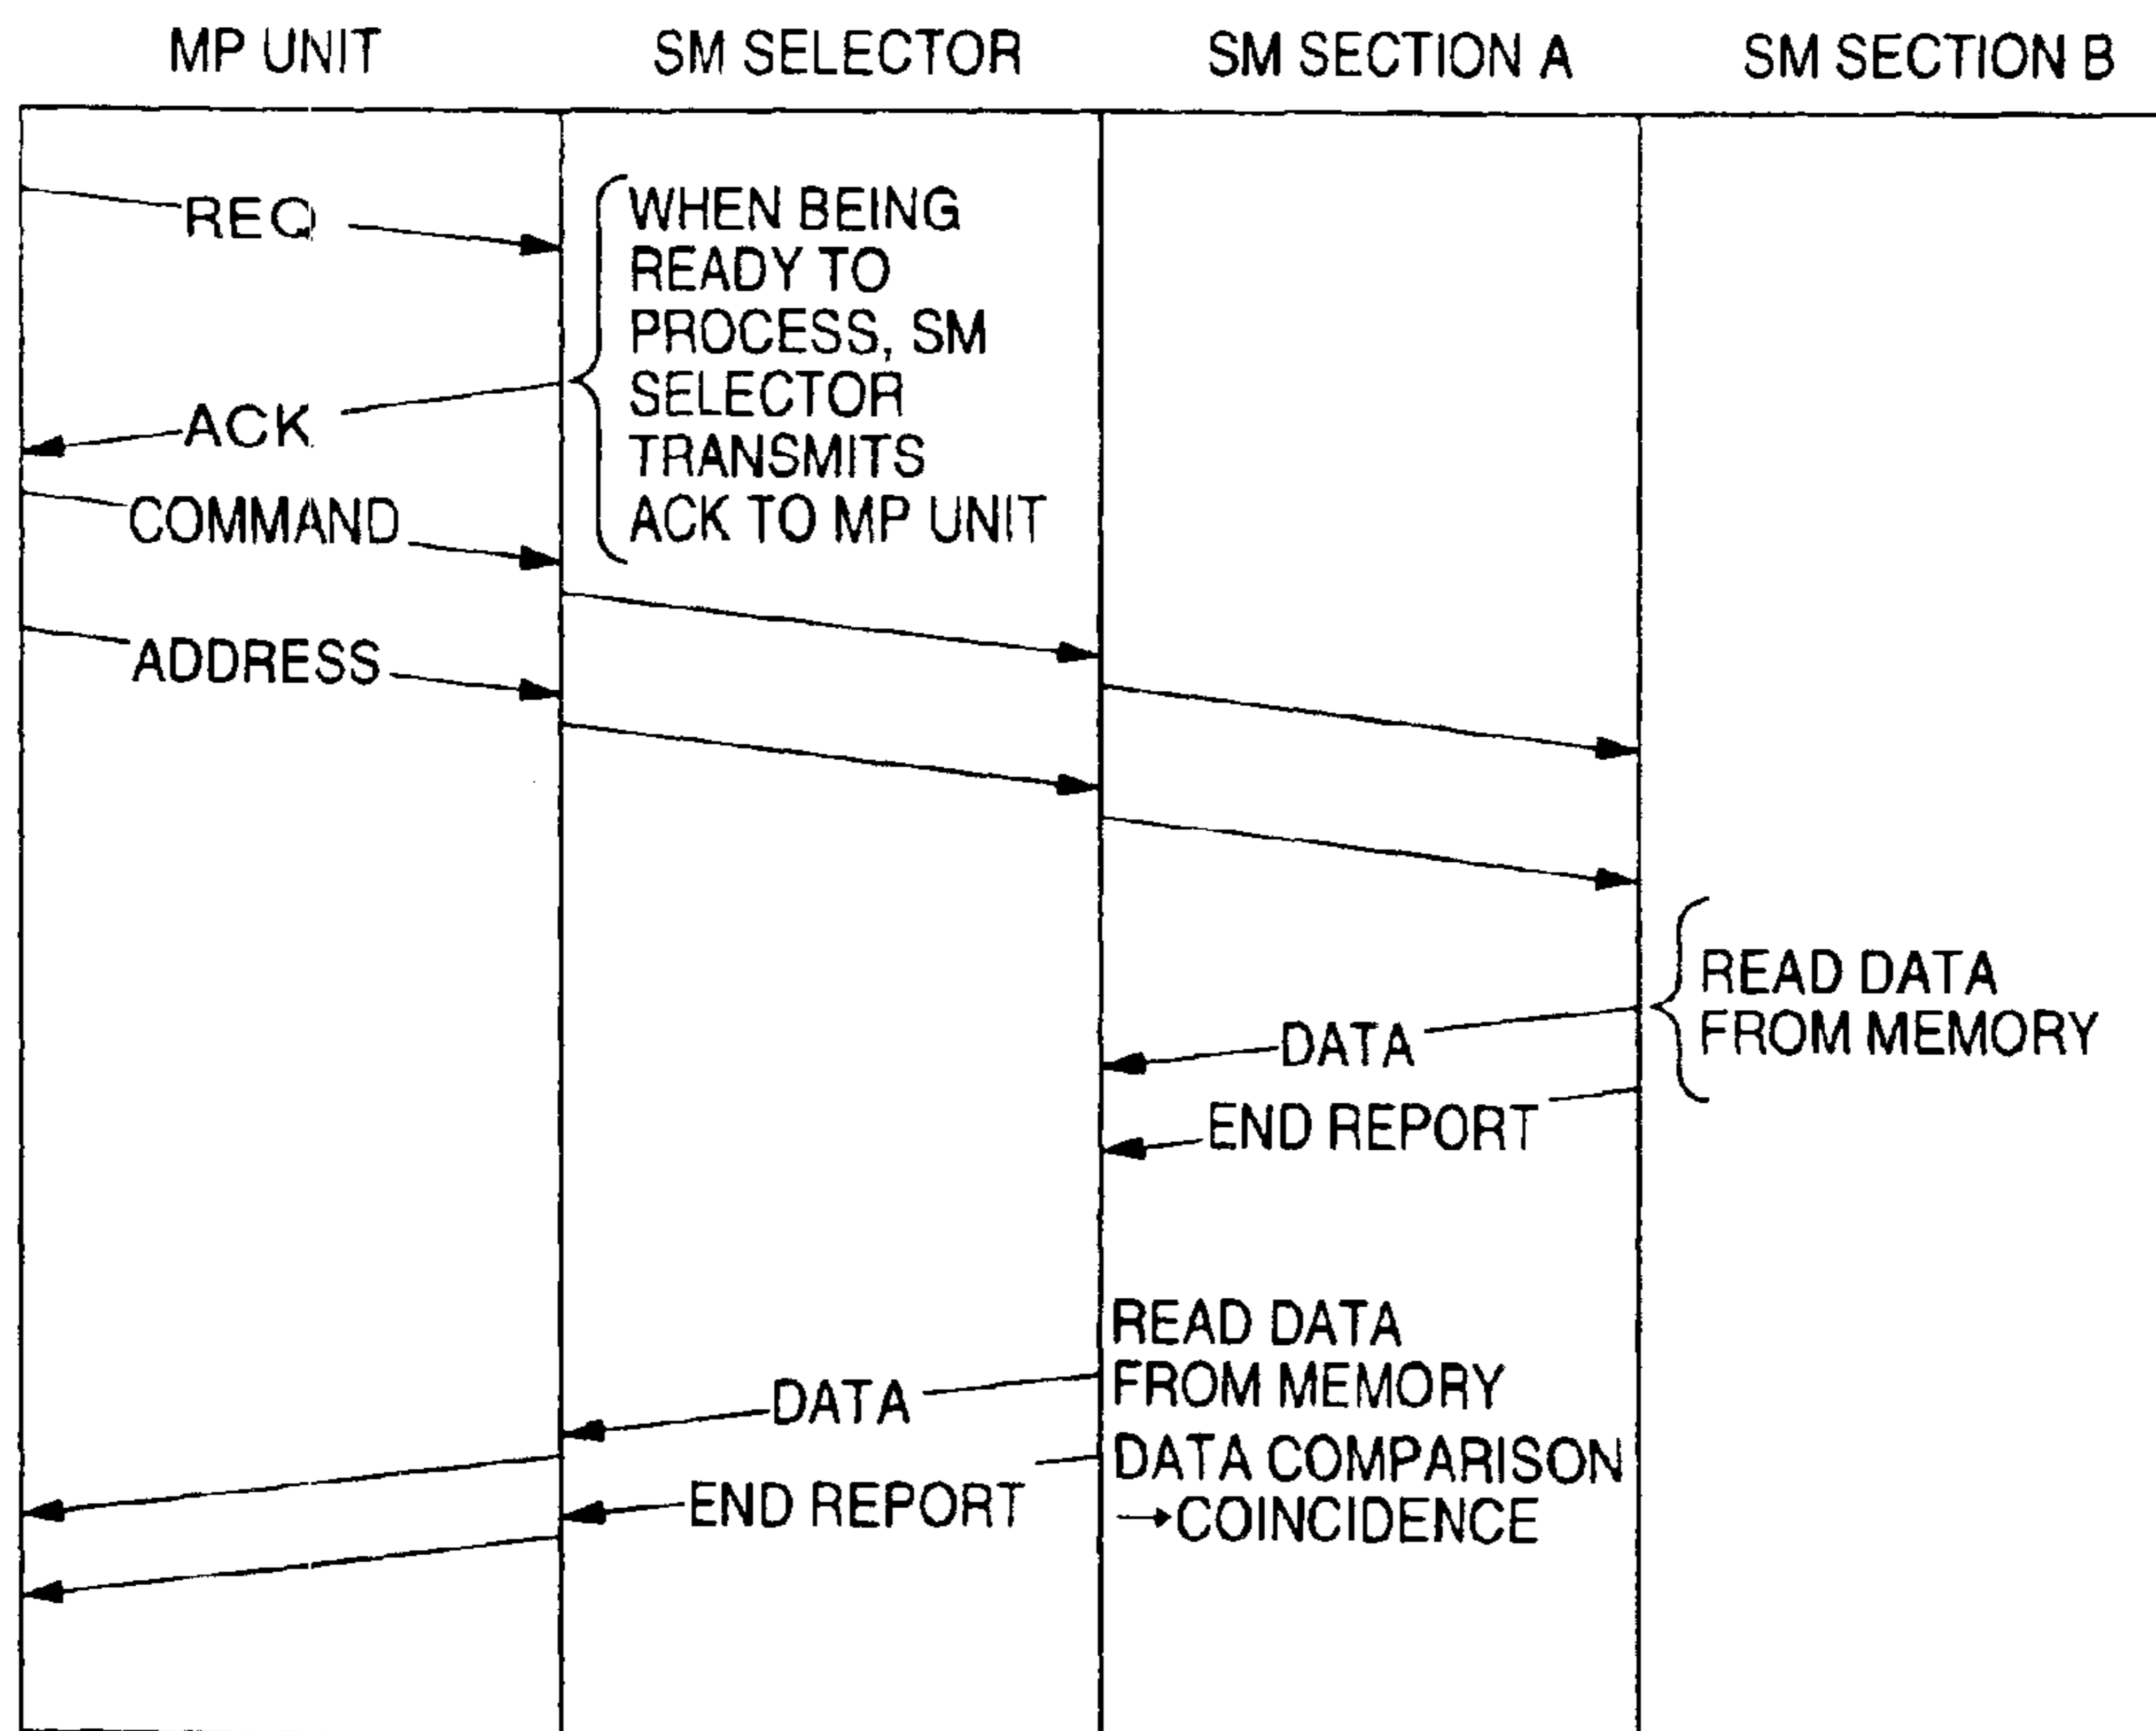 MP UNIT SM SELECTOR SM SECTION A SM SECTION B
REQ
WHEN BEING
READY TO
PROCESS, SM
SELECTOR
TRANSMITS
ACK TO MP UNIT
ACK
COMMAND
ADDRESS
READ DATA
FROM MEMORY
DATA
END REPORT
READ DATA
FROM MEMORY
DATA
DATA COMPARISON
→COINCIDENCE
END REPORT